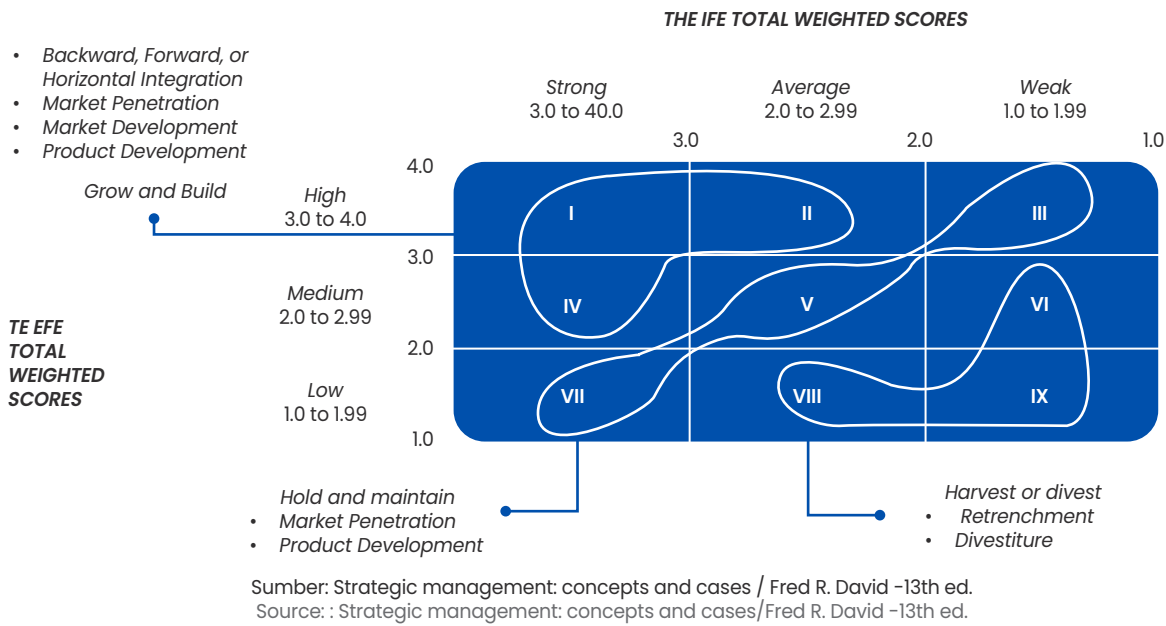 THE IFE TOTAL WEIGHTED SCORES
• Backward, Forward, or
Horizontal Integration
• Market Penetration
• Market Development
• Product Development
Strong
3.0 to 40.0
Average
2.0 to 2.99
Weak
1.0 to 1.99
3.0
2.0
1.0
Grow and Build
High
3.0 to 4.0
4.0
I
II
III
3.0
Medium
2.0 to 2.99
IV
V
VI
TE EFE
TOTAL
WEIGHTED
SCORES
2.0
Low
1.0 to 1.99
VII
VIII
IX
1.0
Hold and maintain
• Market Penetration
• Product Development
Harvest or divest
• Retrenchment
• Divestiture
Sumber: Strategic management: concepts and cases / Fred R. David -13th ed.
Source: : Strategic management: concepts and cases/Fred R. David -13th ed.